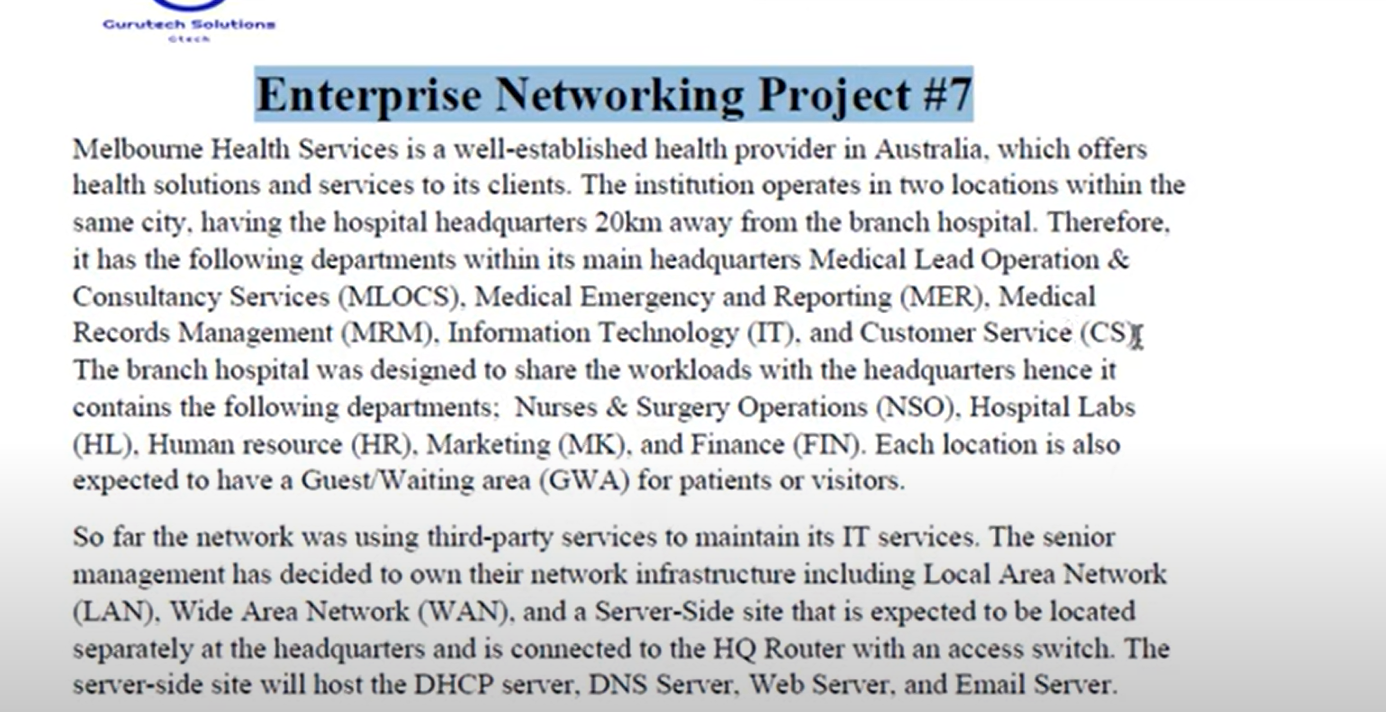 Gurutech Solutions
Gtech
Enterprise Networking Project #7
Melbourne Health Services is a well-established health provider in Australia, which offers
health solutions and services to its clients. The institution operates in two locations within the
same city, having the hospital headquarters 20km away from the branch hospital. Therefore,
it has the following departments within its main headquarters Medical Lead Operation &
Consultancy Services (MLOCS), Medical Emergency and Reporting (MER), Medical
Records Management (MRM), Information Technology (IT), and Customer Service (CS).
The branch hospital was designed to share the workloads with the headquarters hence it
contains the following departments;  Nurses & Surgery Operations (NSO), Hospital Labs
(HL), Human resource (HR), Marketing (MK), and Finance (FIN). Each location is also
expected to have a Guest/Waiting area (GWA) for patients or visitors.
So far the network was using third-party services to maintain its IT services. The senior
management has decided to own their network infrastructure including Local Area Network
(LAN), Wide Area Network (WAN), and a Server-Side site that is expected to be located
separately at the headquarters and is connected to the HQ Router with an access switch. The
server-side site will host the DHCP server, DNS Server, Web Server, and Email Server.